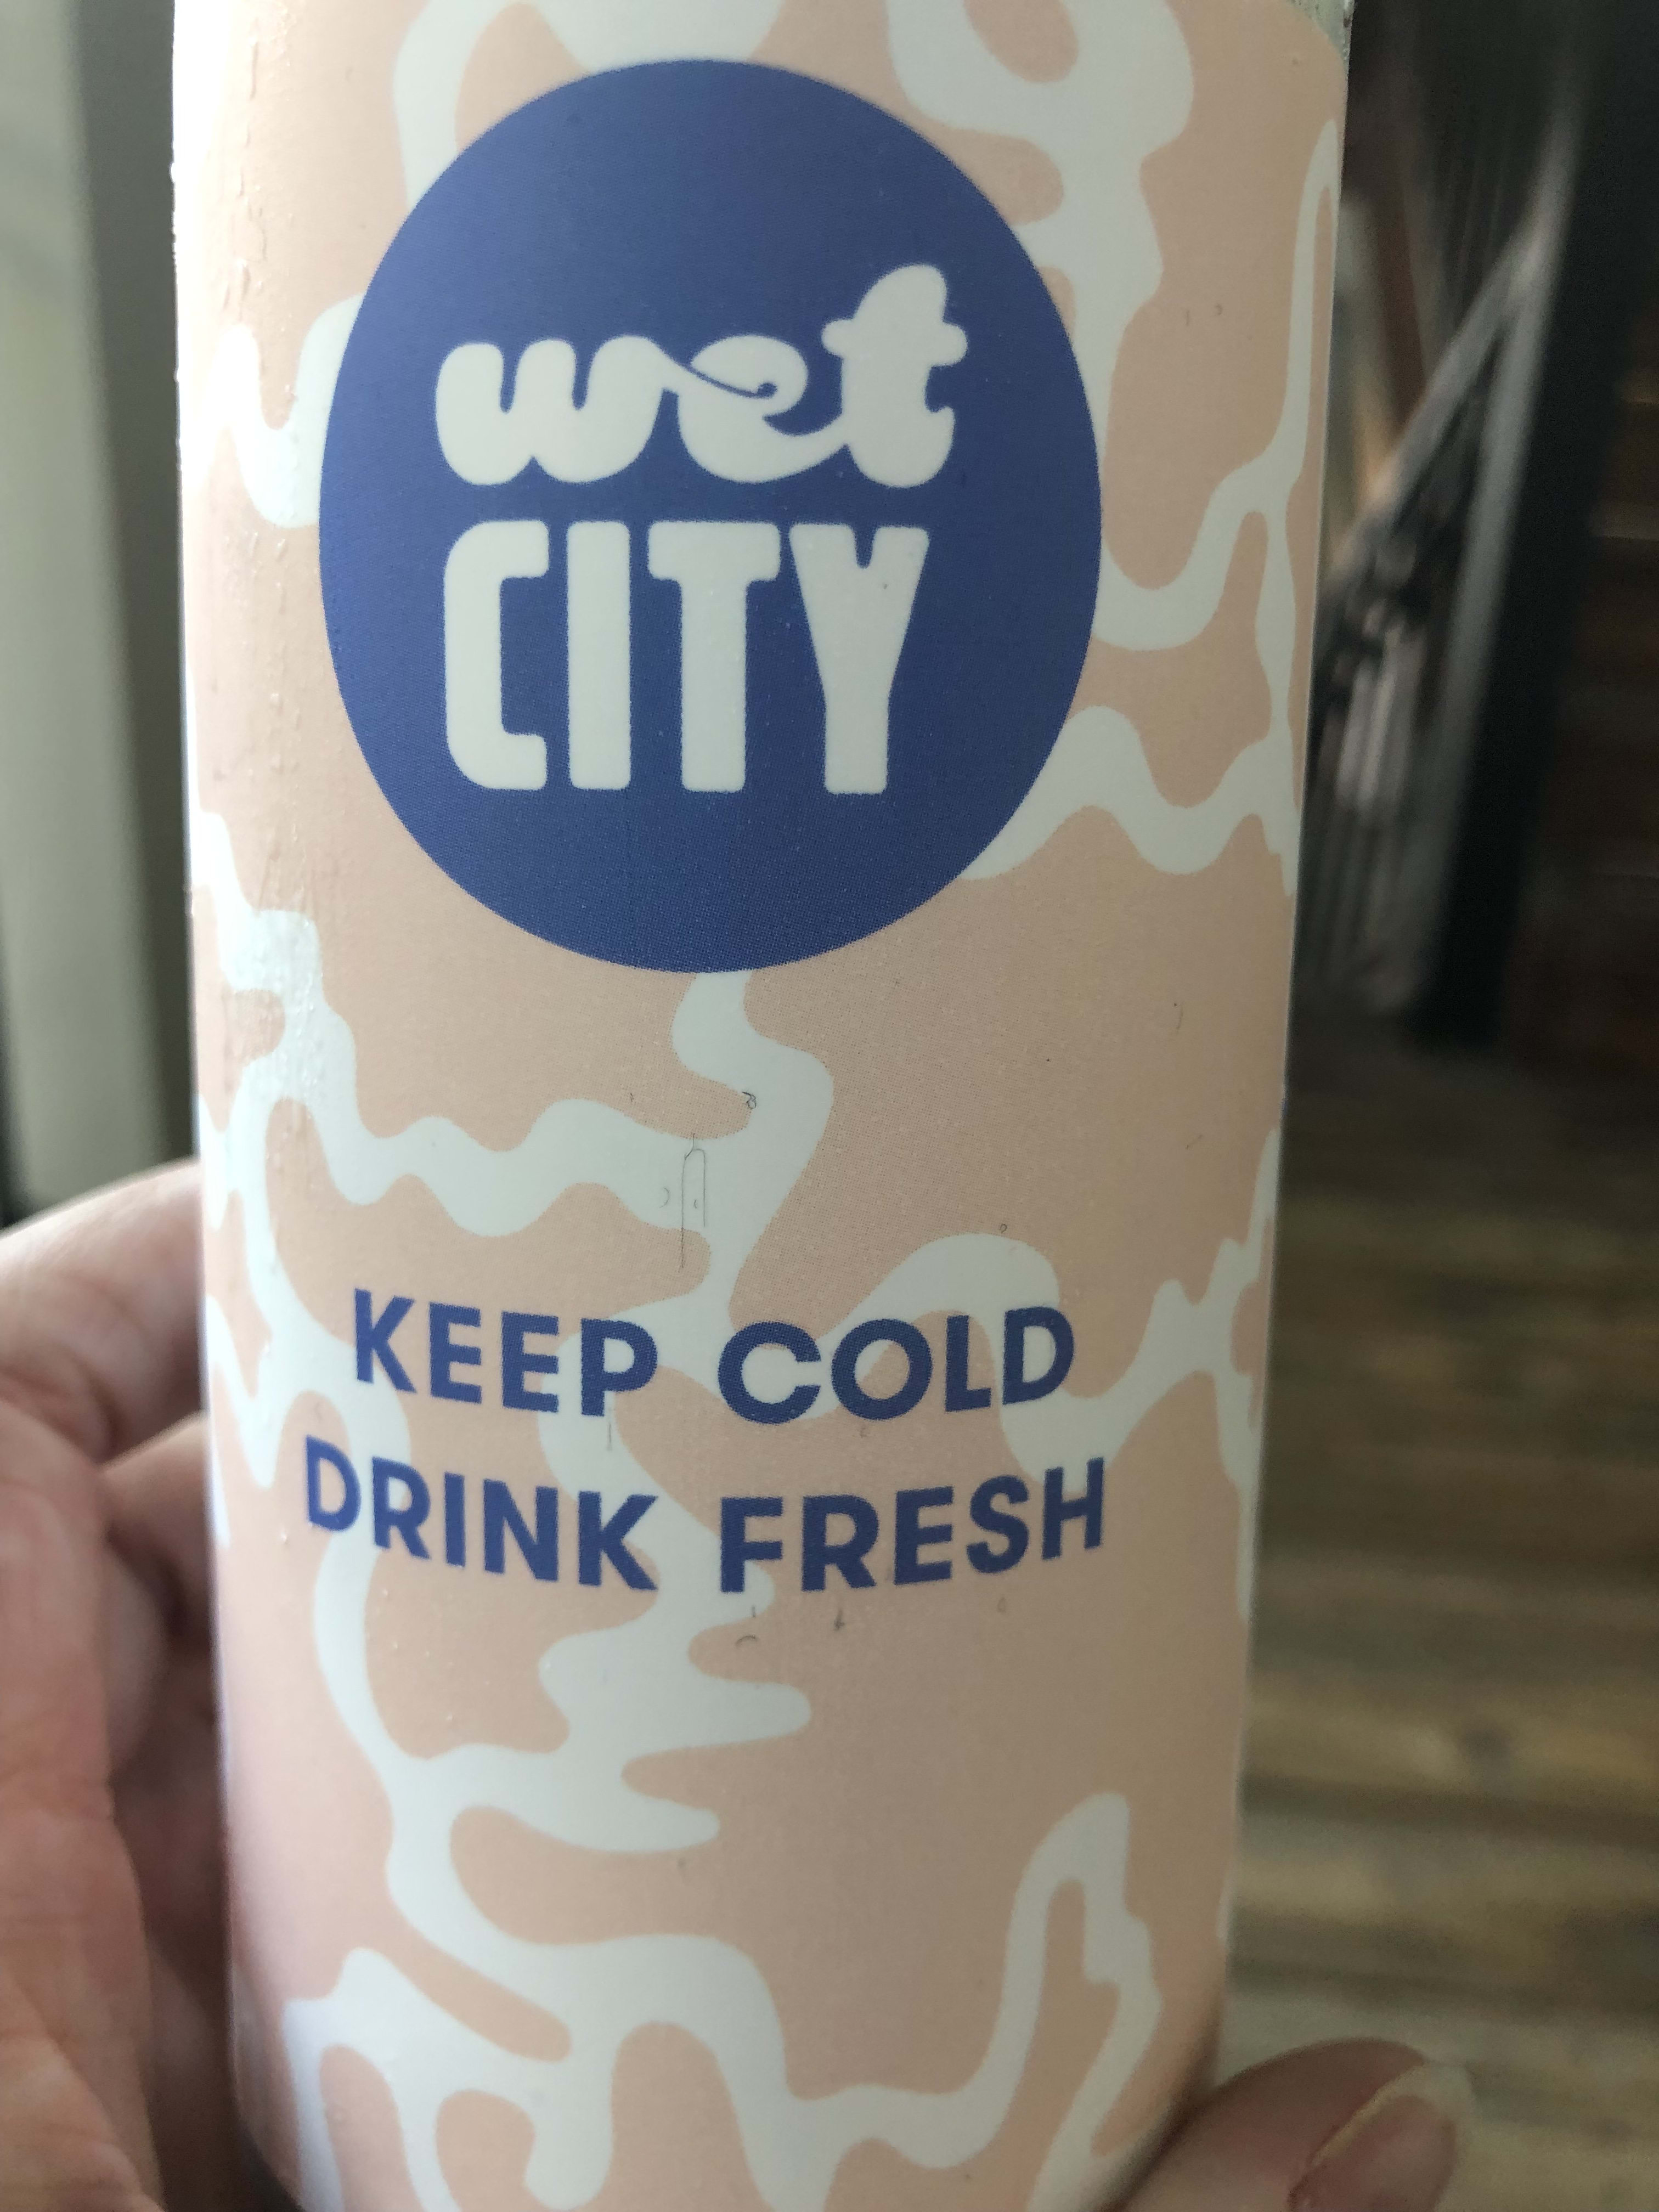 wet
CITY
KEEP COLD
DRINK FRESH